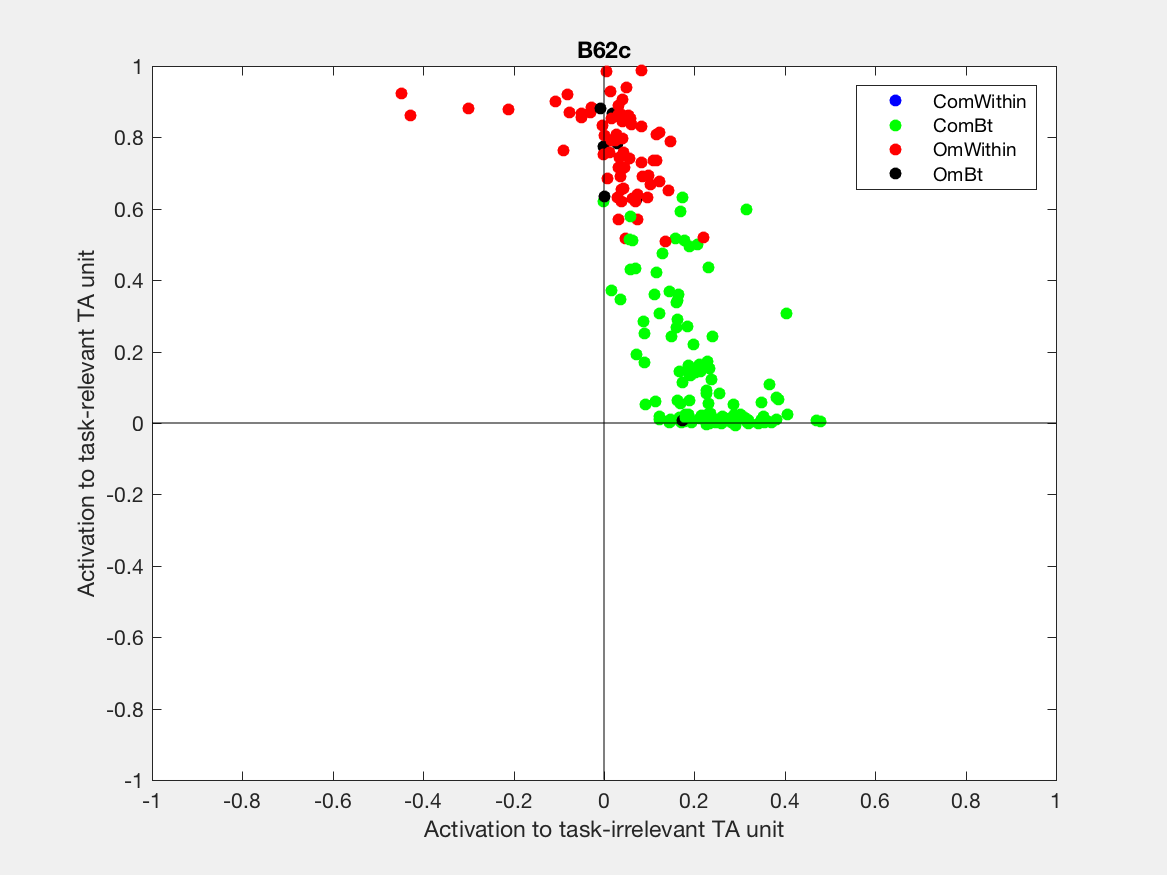 B62c
1
0.8
0.6
0.4
0.2
0
-0.2
-0.4
-0.6
-0.8
-1
Activation to task-relevant TA unit
ComWithin
ComBt
OmWithin
OmBt
-1 -0.8 -0.6 -0.4 -0.2 0 0.2 0.4 0.6 0.8 1
Activation to task-irrelevant TA unit